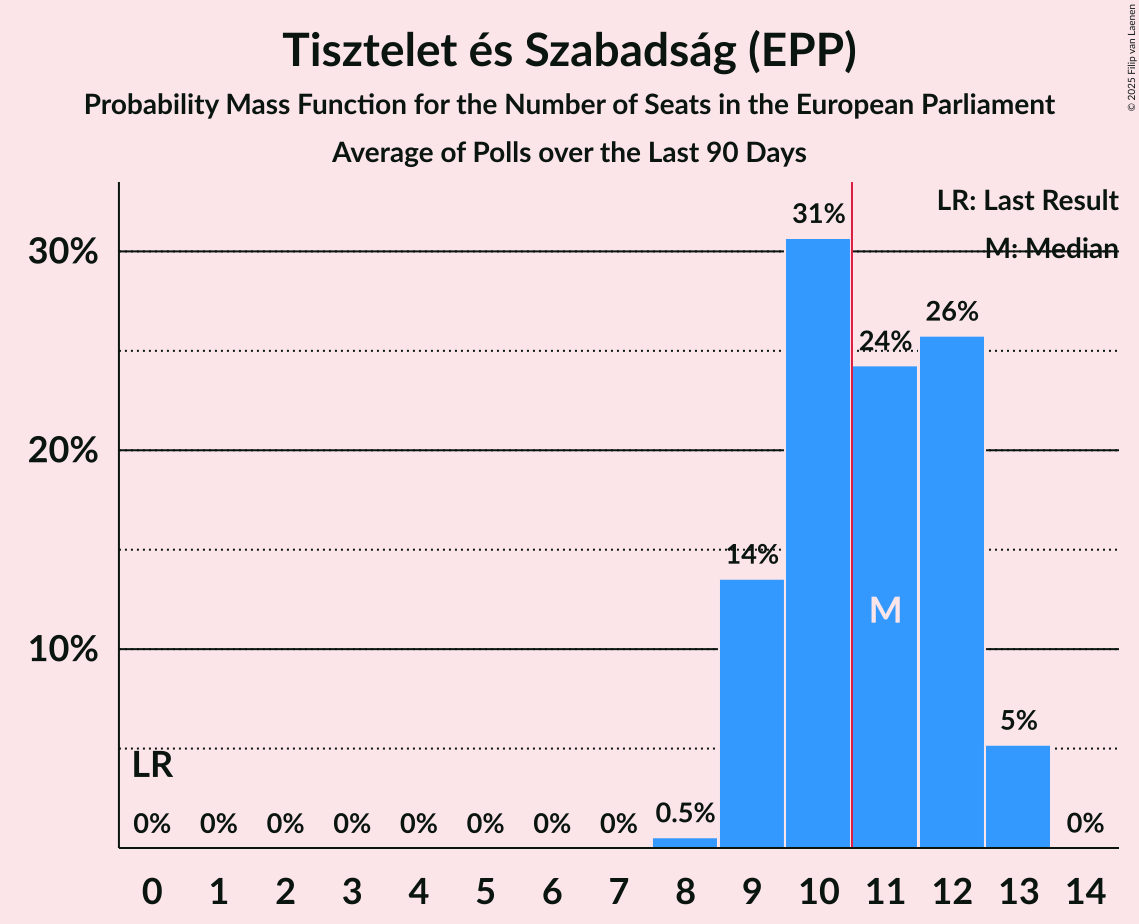 Tisztelet és Szabadság (EPP)
Probability Mass Function for the Number of Seats in the European Parliament
Average of Polls over the Last 90 Days
© 2025 Filip van Laenen
LR: Last Result
M: Median
30%
20%
10%
31%
26%
24%
14%
M
5%
LR
0% 0% 0% 0% 0% 0% 0% 0% 0.5% 0%
0 1 2 3 4 5 6 7 8 9 10 11 12 13 14